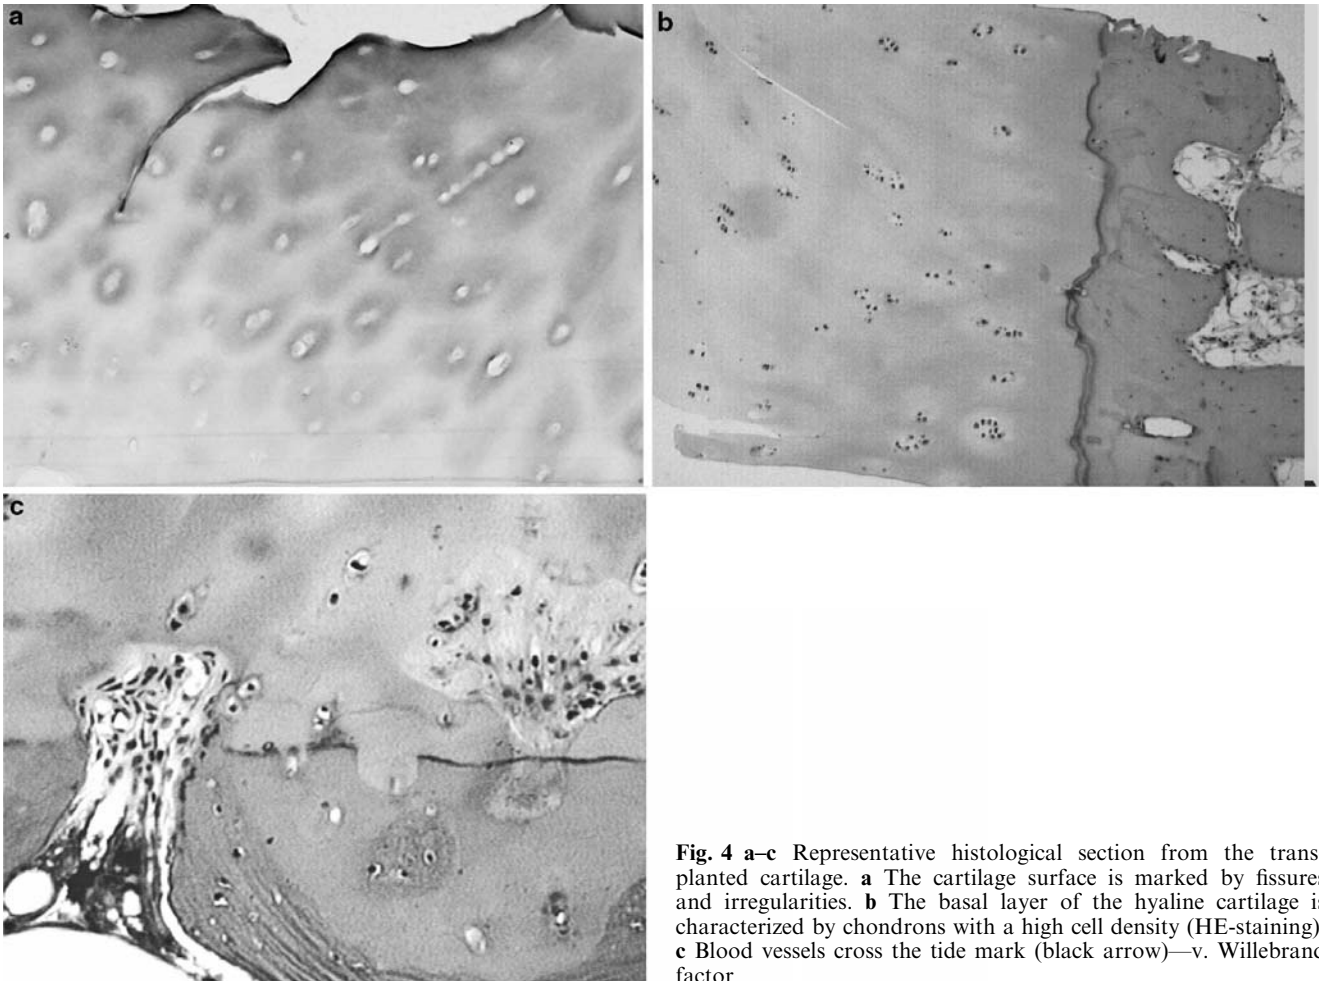 a
b
c
Fig. 4 a–c Representative histological section from the trans-
planted cartilage. a The cartilage surface is marked by fissures
and irregularities. b The basal layer of the hyaline cartilage is
characterized by chondrons with a high cell density (HE-staining)
c Blood vessels cross the tide mark (black arrow)—v. Willebrand
factor